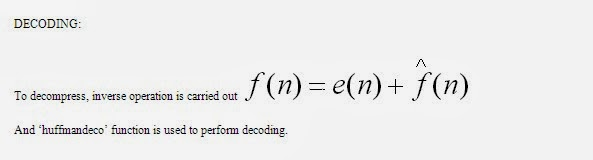 DECODING:
To decompress, inverse operation is carried out f(n) = e(n) + f̂(n)
And ‘huffmandeco’ function is used to perform decoding.